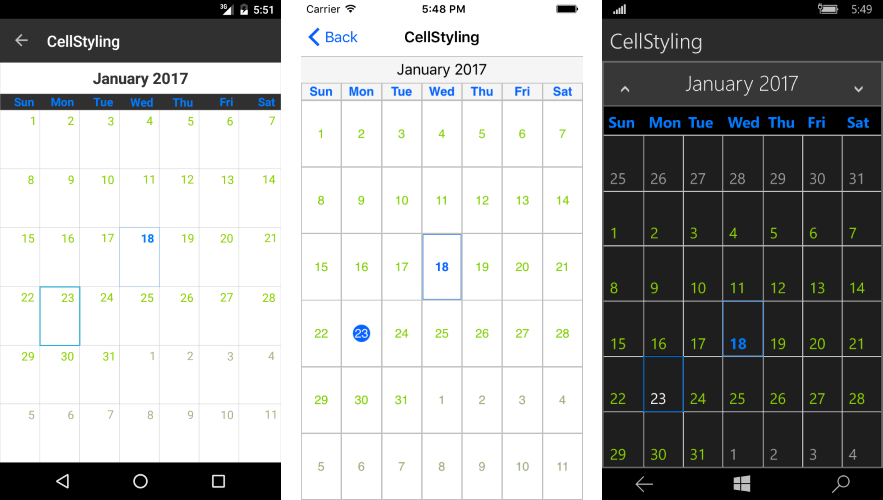 3G 5:51
CellStyling
January 2017
Sun Mon Tue Wed Thu Fri Sat
1 2 3 4 5 6 7
8 9 10 11 12 13 14
15 16 17 18 19 20 21
22 23 24 25 26 27 28
29 30 31 1 2 3 4
5 6 7 8 9 10 11
Carrier 5:48 PM
Back CellStyling
January 2017
Sun Mon Tue Wed Thu Fri Sat
1 2 3 4 5 6 7
8 9 10 11 12 13 14
15 16 17 18 19 20 21
22 23 24 25 26 27 28
29 30 31 1 2 3 4
5 6 7 8 9 10 11
5:49
CellStyling
January 2017
Sun Mon Tue Wed Thu Fri Sat
25 26 27 28 29 30 31
1 2 3 4 5 6 7
8 9 10 11 12 13 14
15 16 17 18 19 20 21
22 23 24 25 26 27 28
29 30 31 1 2 3 4